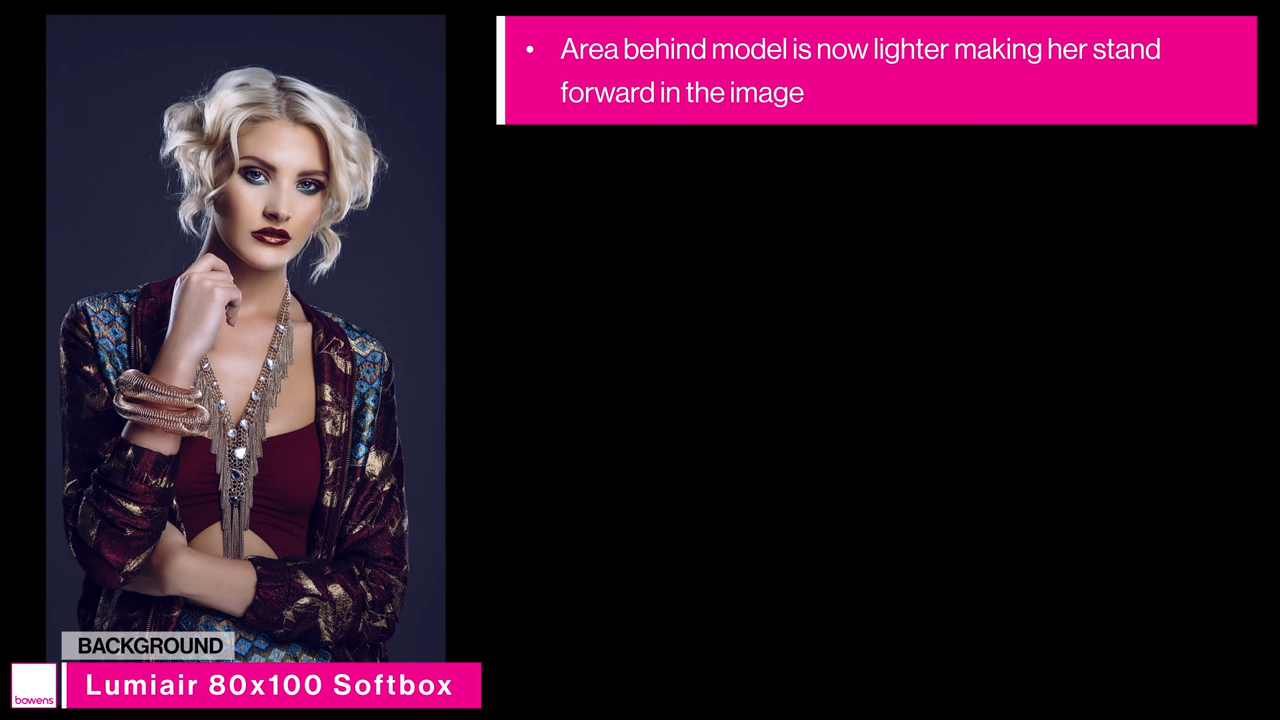 • Area behind model is now lighter making her stand
forward in the image
BACKGROUND
Lumiair 80x100 Softbox
bowens